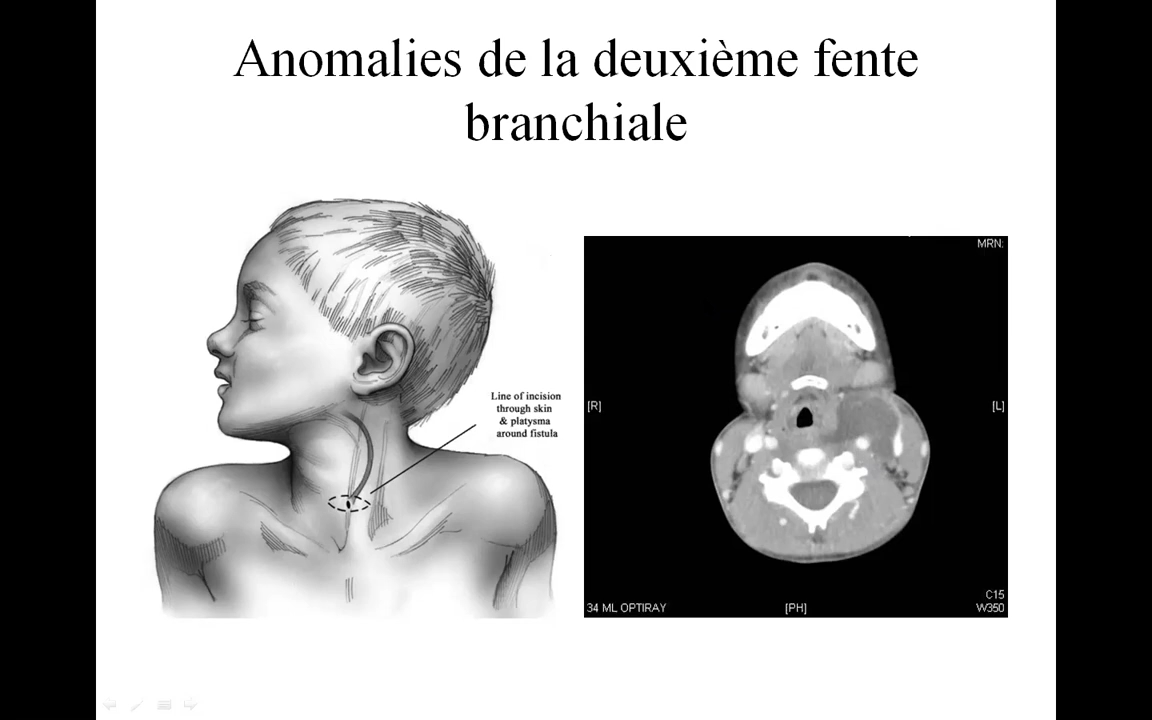 Anomalies de la deuxième fente
branchiale
Line of incision
through skin
& platysma
around fistula
MRN:
[R]
[L]
C15
34 ML OPTIRAY
[PH]
W350